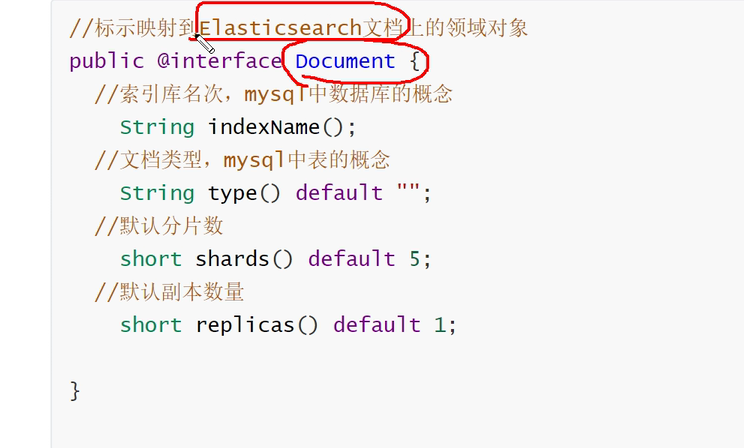 //标示映射到Elasticsearch文档上的领域对象
public @interface Document {
//索引库名次，mysql中数据库的概念
String indexName();
//文档类型，mysql中表的概念
String type() default "";
//默认分片数
short shards() default 5;
//默认副本数量
short replicas() default 1;
}